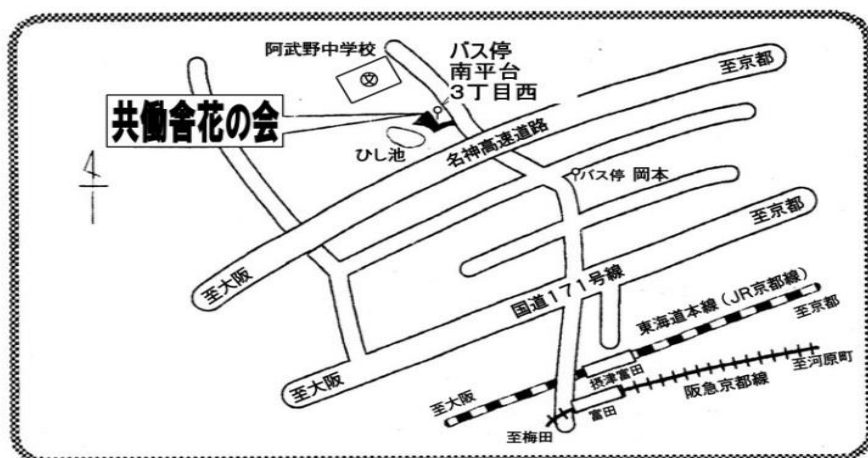 阿武野中学校
文
バス停
南平台
3丁目西
至京都
共働舎花の会
ひし池
名神高速道路
バス停 岡本
至京都
至大阪
国道171号線
東海道本線(JR京都線)
至京都
至大阪
摂津富田
至河原町
阪急京都線
至大阪
富田
至梅田
4